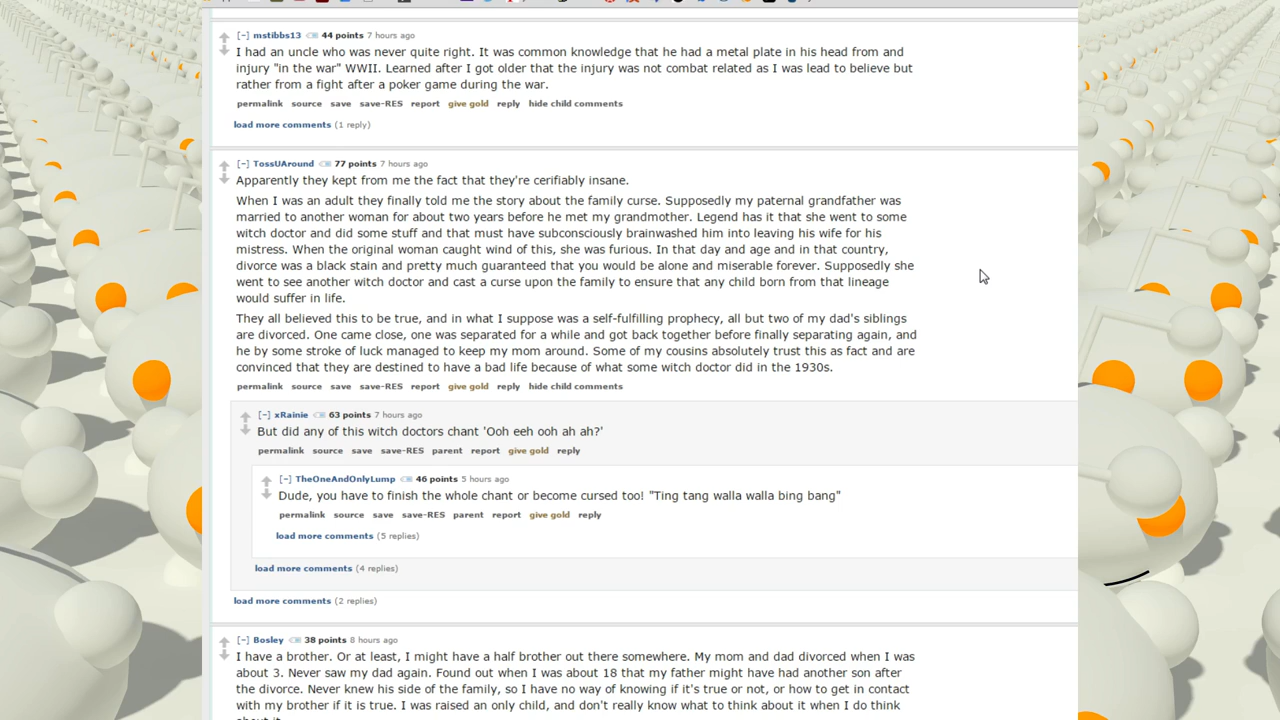 [-] mstibbs13 44 points 7 hours ago
I had an uncle who was never quite right. It was common knowledge that he had a metal plate in his head from and
injury "in the war" WWII. Learned after I got older that the injury was not combat related as I was lead to believe but
rather from a fight after a poker game during the war.
permalink source save save-RES report give gold reply hide child comments
load more comments (1 reply)
[-] TossUAround 77 points 7 hours ago
Apparently they kept from me the fact that they're cerifiably insane.
When I was an adult they finally told me the story about the family curse. Supposedly my paternal grandfather was
married to another woman for about two years before he met my grandmother. Legend has it that she went to some
witch doctor and did some stuff and that must have subconsciously brainwashed him into leaving his wife for his
mistress. When the original woman caught wind of this, she was furious. In that day and age and in that country,
divorce was a black stain and pretty much guaranteed that you would be alone and miserable forever. Supposedly she
went to see another witch doctor and cast a curse upon the family to ensure that any child born from that lineage
would suffer in life.
They all believed this to be true, and in what I suppose was a self-fulfilling prophecy, all but two of my dad's siblings
are divorced. One came close, one was separated for a while and got back together before finally separating again, and
he by some stroke of luck managed to keep my mom around. Some of my cousins absolutely trust this as fact and are
convinced that they are destined to have a bad life because of what some witch doctor did in the 1930s.
permalink source save save-RES report give gold reply hide child comments
[-] xRainie 63 points 7 hours ago
But did any of this witch doctors chant 'Ooh eeh ooh ah ah?'
permalink source save save-RES parent report give gold reply
[-] TheOneAndOnlyLump 46 points 5 hours ago
Dude, you have to finish the whole chant or become cursed too! "Ting tang walla walla bing bang"
permalink source save save-RES parent report give gold reply
load more comments (5 replies)
load more comments (4 replies)
load more comments (2 replies)
[-] Bosley 38 points 8 hours ago
I have a brother. Or at least, I might have a half brother out there somewhere. My mom and dad divorced when I was
about 3. Never saw my dad again. Found out when I was about 18 that my father might have had another son after
the divorce. Never knew his side of the family, so I have no way of knowing if it's true or not, or how to get in contact
with my brother if it is true. I was raised an only child, and don't really know what to think about it when I do think
about it.